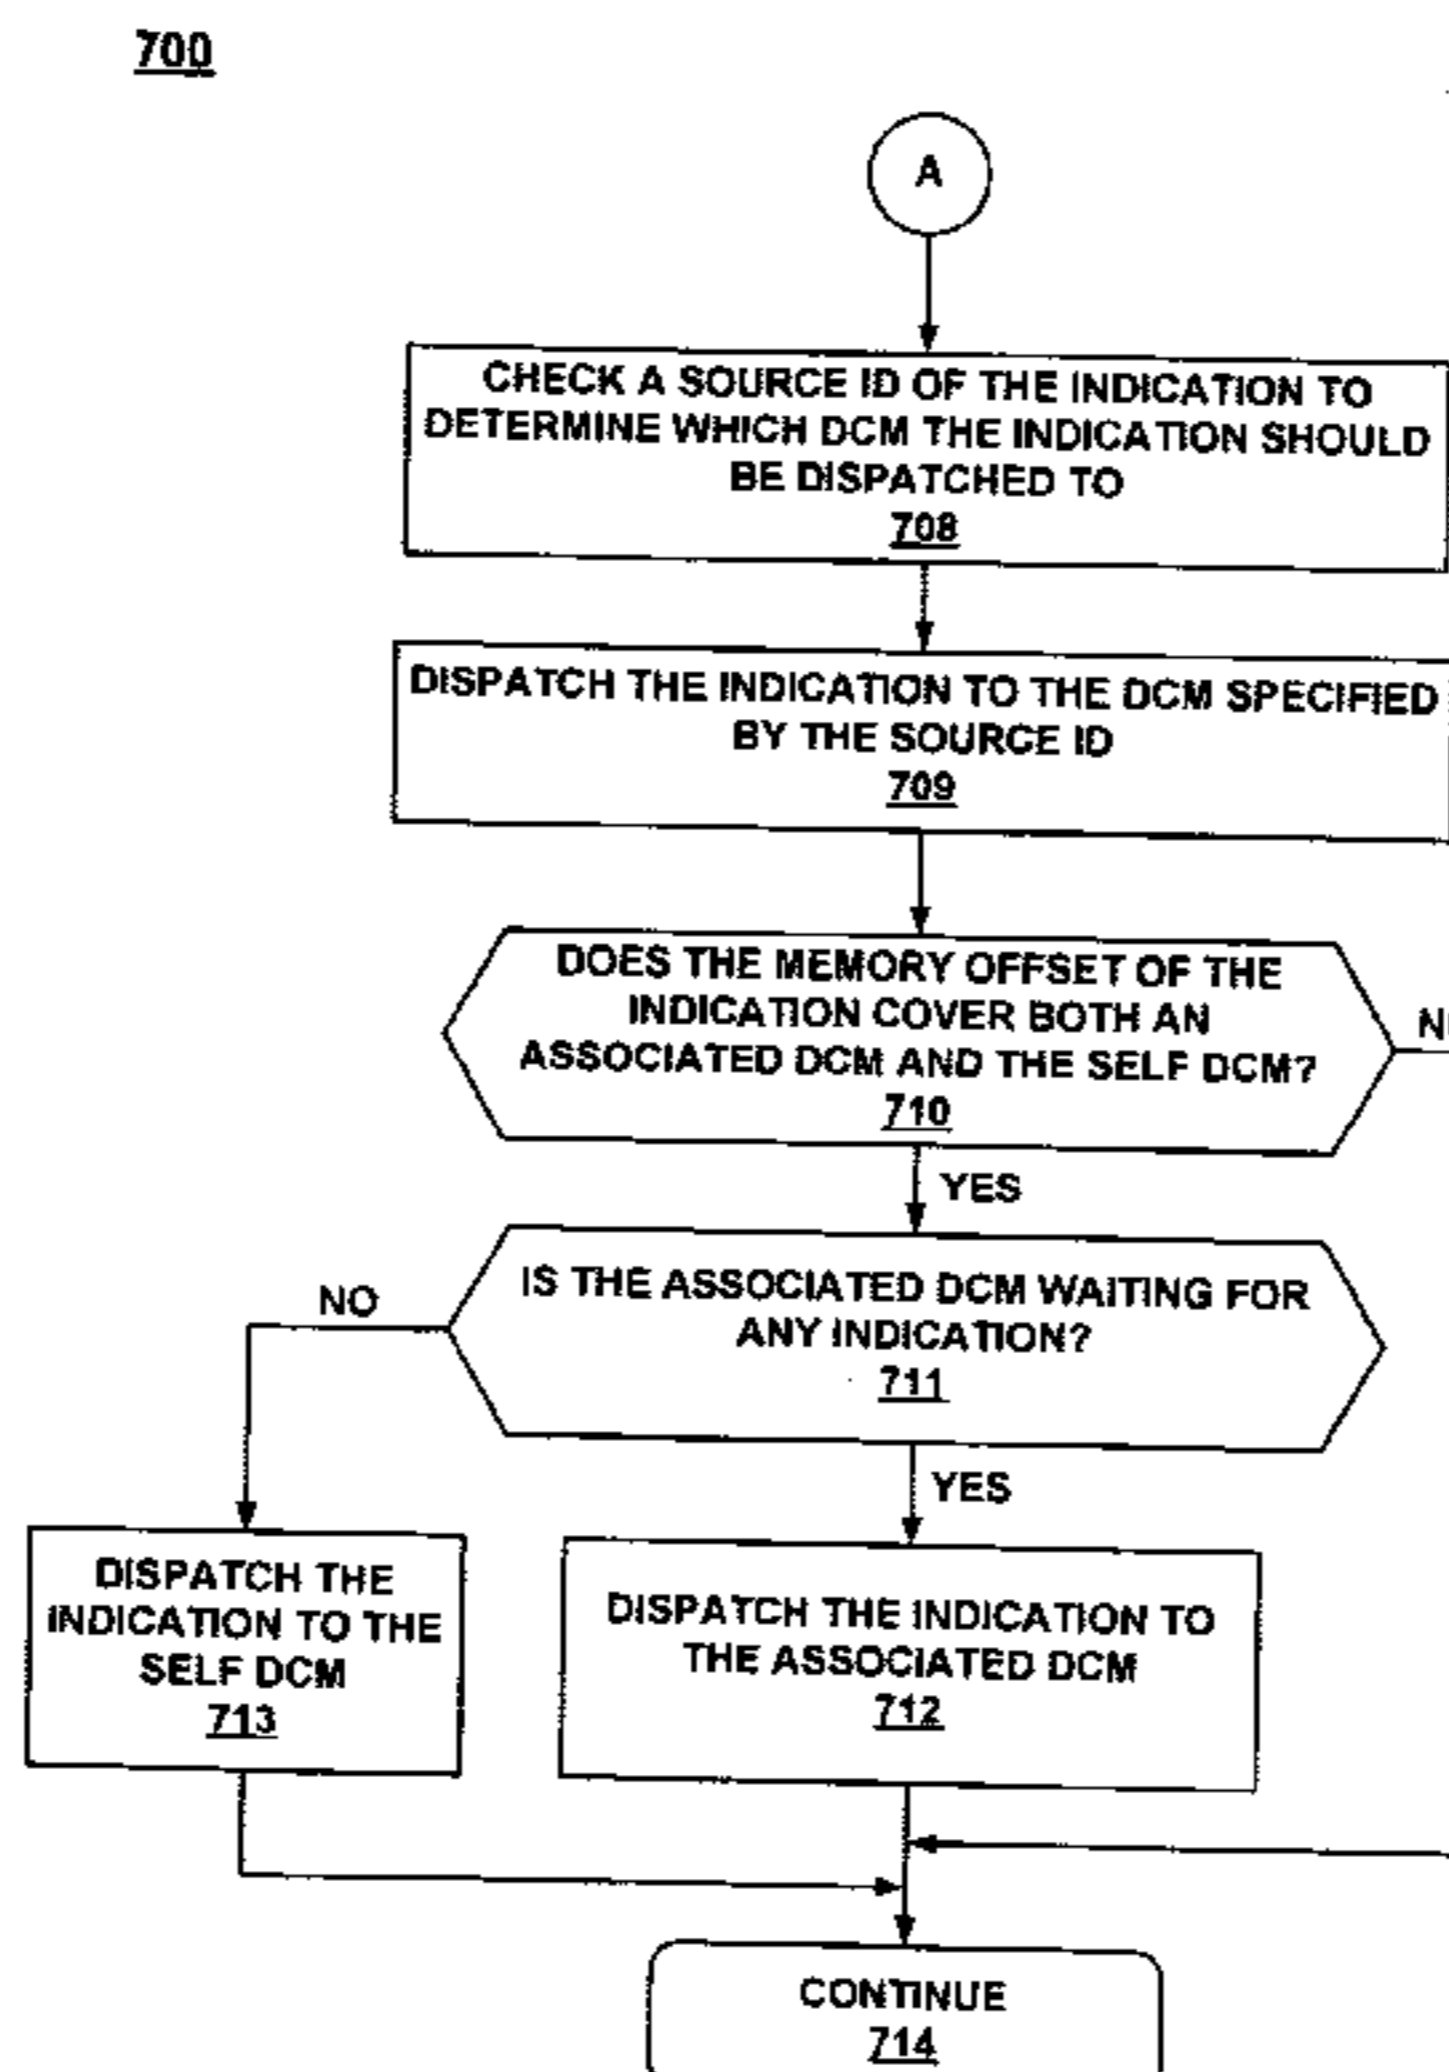 700
A
CHECK A SOURCE ID OF THE INDICATION TO
DETERMINE WHICH DCM THE INDICATION SHOULD
BE DISPATCHED TO
708
DISPATCH THE INDICATION TO THE DCM SPECIFIED
BY THE SOURCE ID
709
DOES THE MEMORY OFFSET OF THE
INDICATION COVER BOTH AN
ASSOCIATED DCM AND THE SELF DCM?
710
YES
IS THE ASSOCIATED DCM WAITING FOR
ANY INDICATION?
711
NO
YES
DISPATCH THE
INDICATION TO THE
SELF DCM
713
DISPATCH THE INDICATION TO
THE ASSOCIATED DCM
712
CONTINUE
714